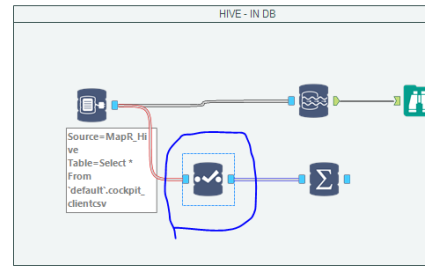 HIVE - IN DB
Source=MapR_Hi
ve
Table=Select *
From
`default`.cockpit_
clientcsv